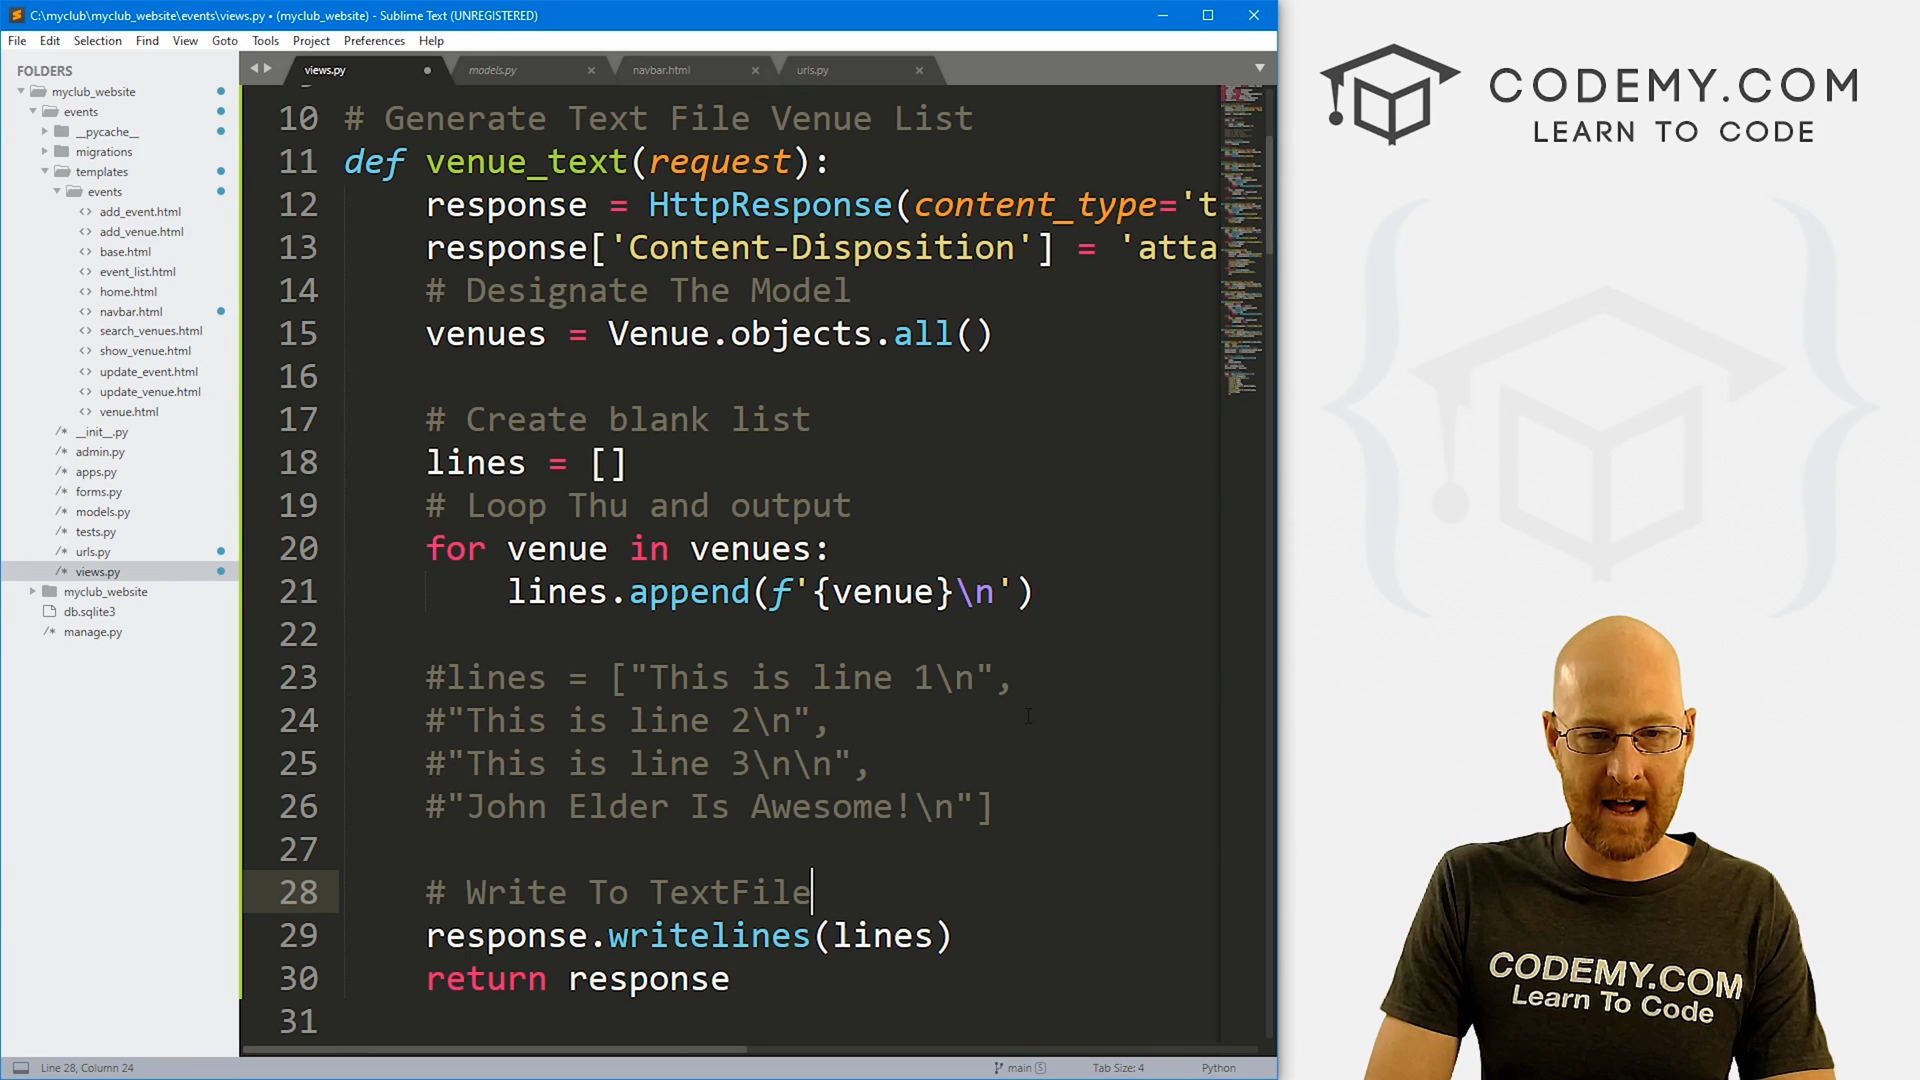 C:\myclub\myclub_website\events\views.py • (myclub_website) - Sublime Text (UNREGISTERED)
File Edit Selection Find View Goto Tools Project Preferences Help
FOLDERS
myclub_website
events
__pycache__
migrations
templates
events
add_event.html
add_venue.html
base.html
event_list.html
home.html
navbar.html
search_venues.html
show_venue.html
update_event.html
update_venue.html
venue.html
__init__.py
admin.py
apps.py
forms.py
models.py
tests.py
urls.py
views.py
myclub_website
db.sqlite3
manage.py
views.py models.py navbar.html urls.py
10 # Generate Text File Venue List
11 def venue_text(request):
12 response = HttpResponse(content_type='t
13 response['Content-Disposition'] = 'atta
14 # Designate The Model
15 venues = Venue.objects.all()
16
17 # Create blank list
18 lines = []
19 # Loop Thu and output
20 for venue in venues:
21 lines.append(f'{venue}\n')
22
23 #lines = ["This is line 1\n",
24 #"This is line 2\n",
25 #"This is line 3\n\n",
26 #"John Elder Is Awesome!\n"]
27
28 # Write To TextFile
29 response.writelines(lines)
30 return response
31
Line 28, Column 24
main 5 Tab Size: 4 Python
CODEMY.COM
LEARN TO CODE
CODEMY.COM
Learn To Code